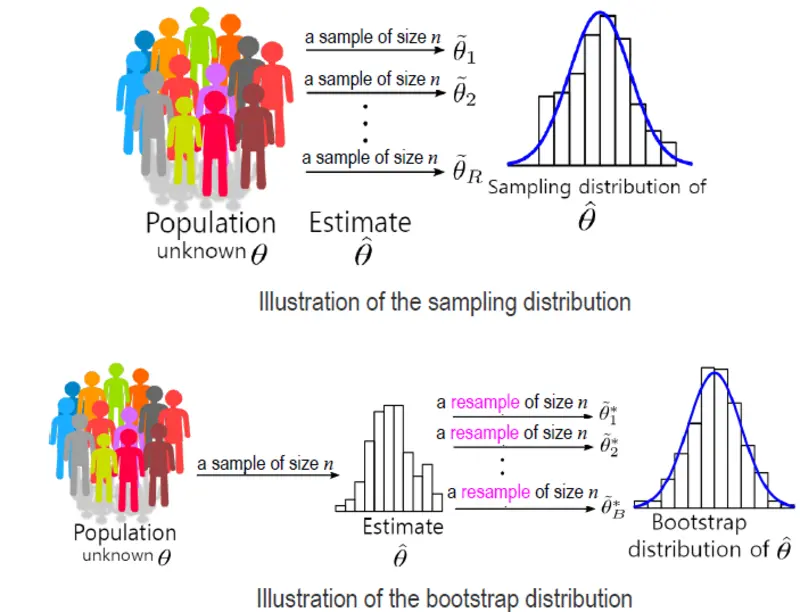 a sample of size n θ̃₁
a sample of size n θ̃₂
a sample of size n θ̃_R
Sampling distribution of
θ̂
Population
unknown θ
Estimate
θ̂
Illustration of the sampling distribution
a sample of size n
Population
unknown θ
Estimate
θ̂
a resample of size n θ̃₁*
a resample of size n θ̃₂*
a resample of size n θ̃_B*
Bootstrap
distribution of θ̂
Illustration of the bootstrap distribution